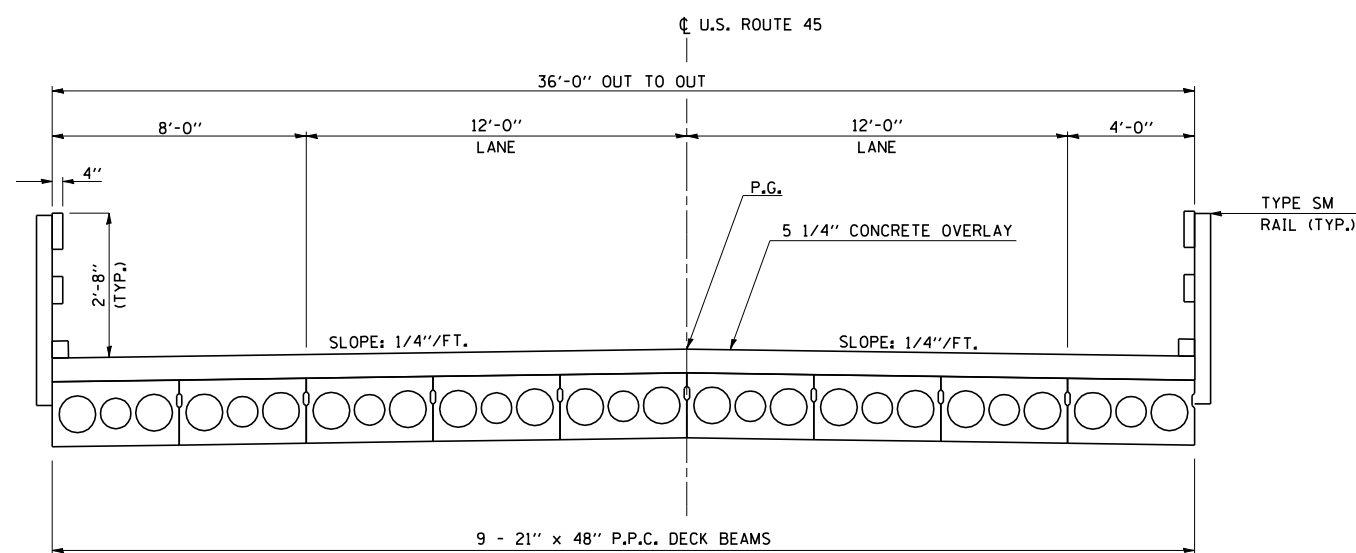 ℄ U.S. ROUTE 45
36'-0'' OUT TO OUT
8'-0''
12'-0''
LANE
12'-0''
LANE
4'-0''
4''
P.G.
TYPE SM
RAIL (TYP.)
5 1/4'' CONCRETE OVERLAY
2'-8''
(TYP.)
SLOPE: 1/4''/FT.
SLOPE: 1/4''/FT.
9 - 21'' x 48'' P.P.C. DECK BEAMS